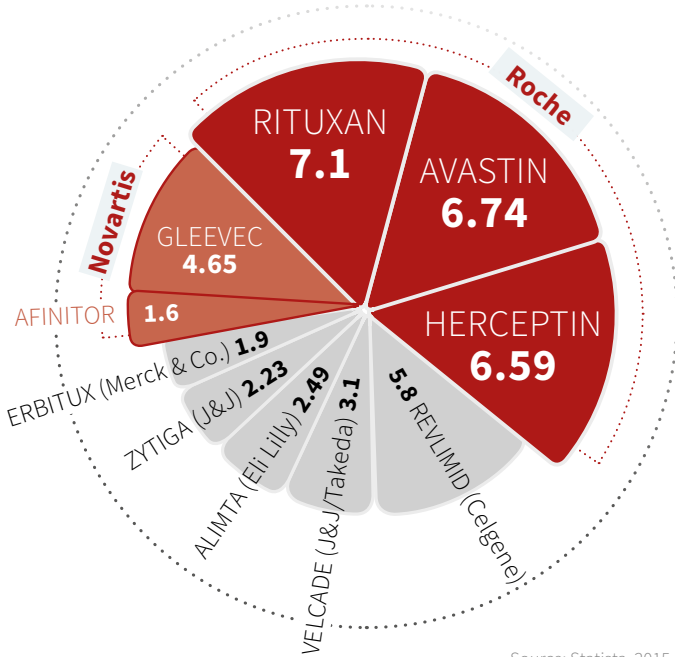 Roche
RITUXAN
7.1
AVASTIN
6.74
HERCEPTIN
6.59
Novartis
GLEEVEC
4.65
AFINITOR 1.6
ERBITUX (Merck & Co.) 1.9
ZYTIGA (J&J) 2.23
ALIMTA (Eli Lilly) 2.49
VELCADE (J&J/Takeda) 3.1
5.8 REVLIMID (Celgene)